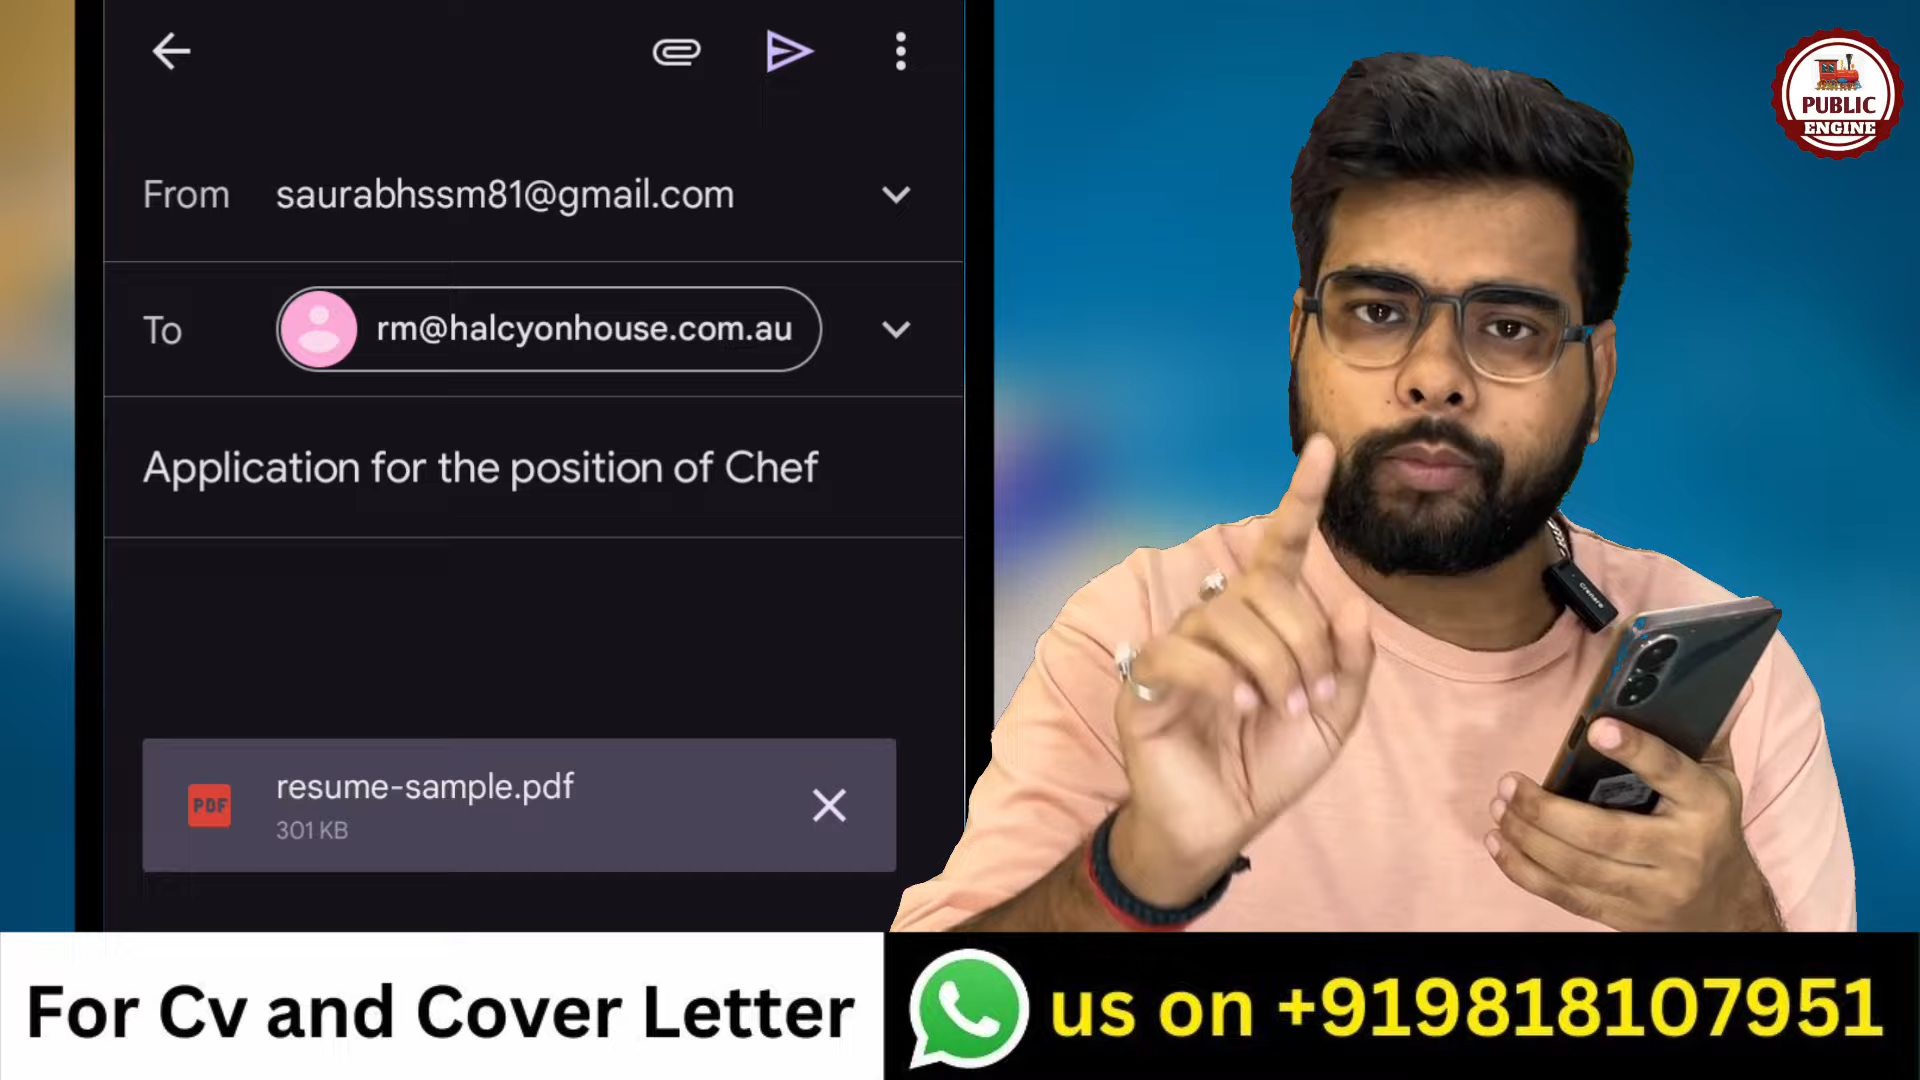 From saurabhssm81@gmail.com
To rm@halcyonhouse.com.au
Application for the position of Chef
PDF
resume-sample.pdf
301 KB
PUBLIC
ENGINE
For Cv and Cover Letter
us on +919818107951